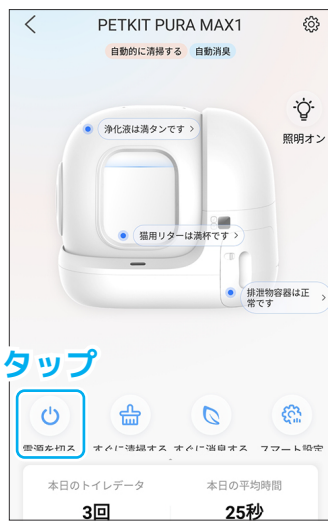 PETKIT PURA MAX1
自動的に清掃する 自動消臭
照明オン
浄化液は満タンです
猫用リターは満杯です
排泄物容器は正
常です
タップ
電源を切る すぐに清掃する すぐに消臭する スマート設定
本日のトイレデータ 本日の平均時間
3回 25秒